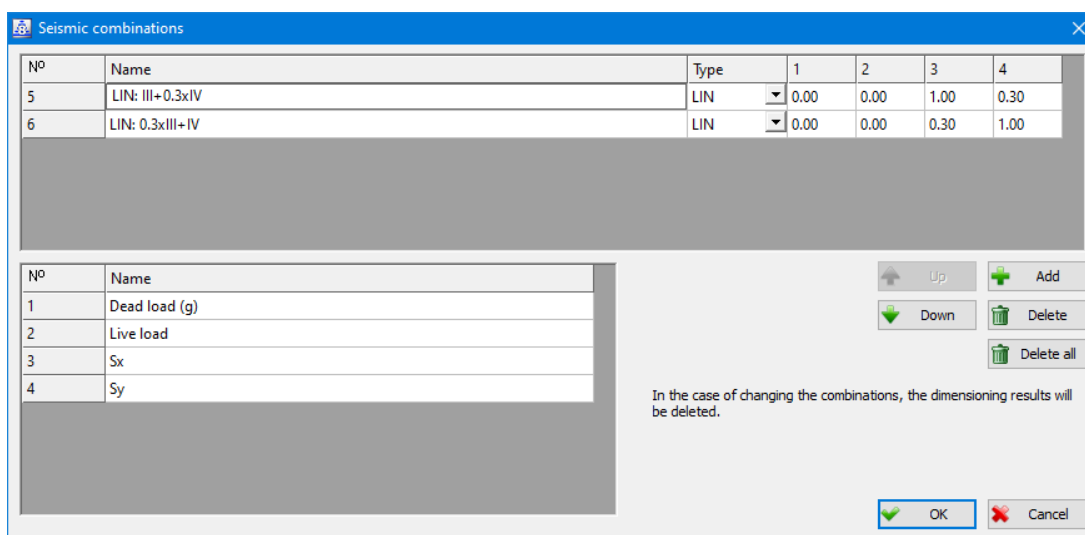 Seismic combinations
Nº Name Type 1 2 3 4
5 LIN: III+0.3xIV LIN 0.00 0.00 1.00 0.30
6 LIN: 0.3xIII+IV LIN 0.00 0.00 0.30 1.00
Nº Name
1 Dead load (g)
2 Live load
3 Sx
4 Sy
Up Add
Down Delete
Delete all
In the case of changing the combinations, the dimensioning results will
be deleted.
OK Cancel